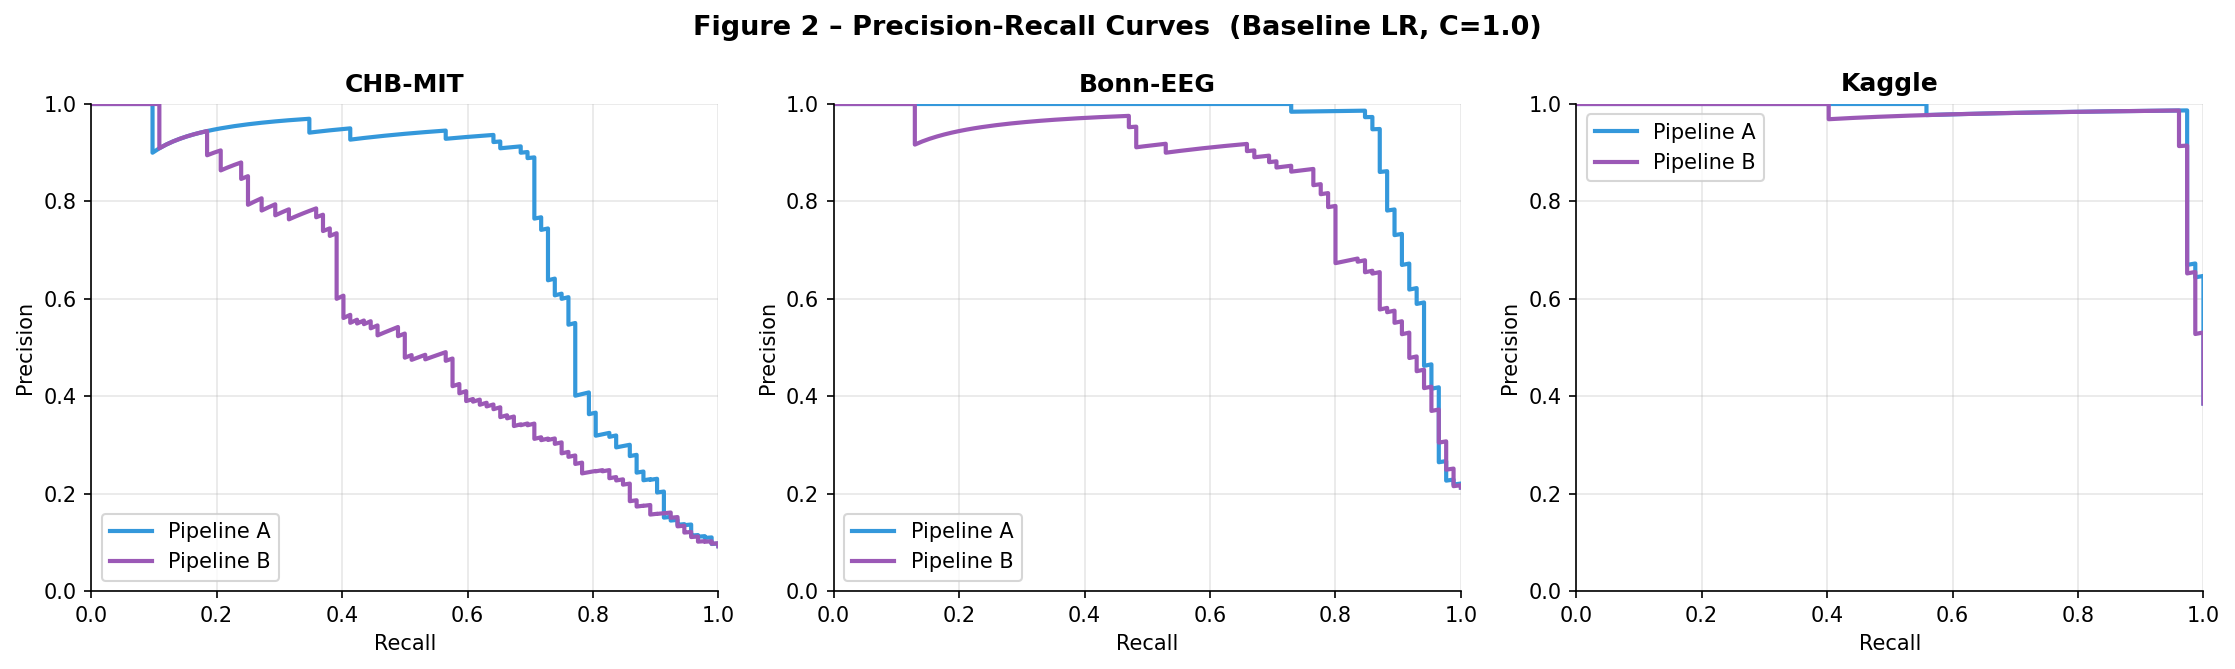 Figure 2 – Precision-Recall Curves (Baseline LR, C=1.0)
CHB-MIT
1.0
0.8
0.6
0.4
0.2
0.0
Precision
Pipeline A
Pipeline B
0.0 0.2 0.4 0.6 0.8 1.0
Recall
Bonn-EEG
1.0
0.8
0.6
0.4
0.2
0.0
Precision
Pipeline A
Pipeline B
0.0 0.2 0.4 0.6 0.8 1.0
Recall
Kaggle
1.0
0.8
0.6
0.4
0.2
0.0
Precision
Pipeline A
Pipeline B
0.0 0.2 0.4 0.6 0.8 1.0
Recall